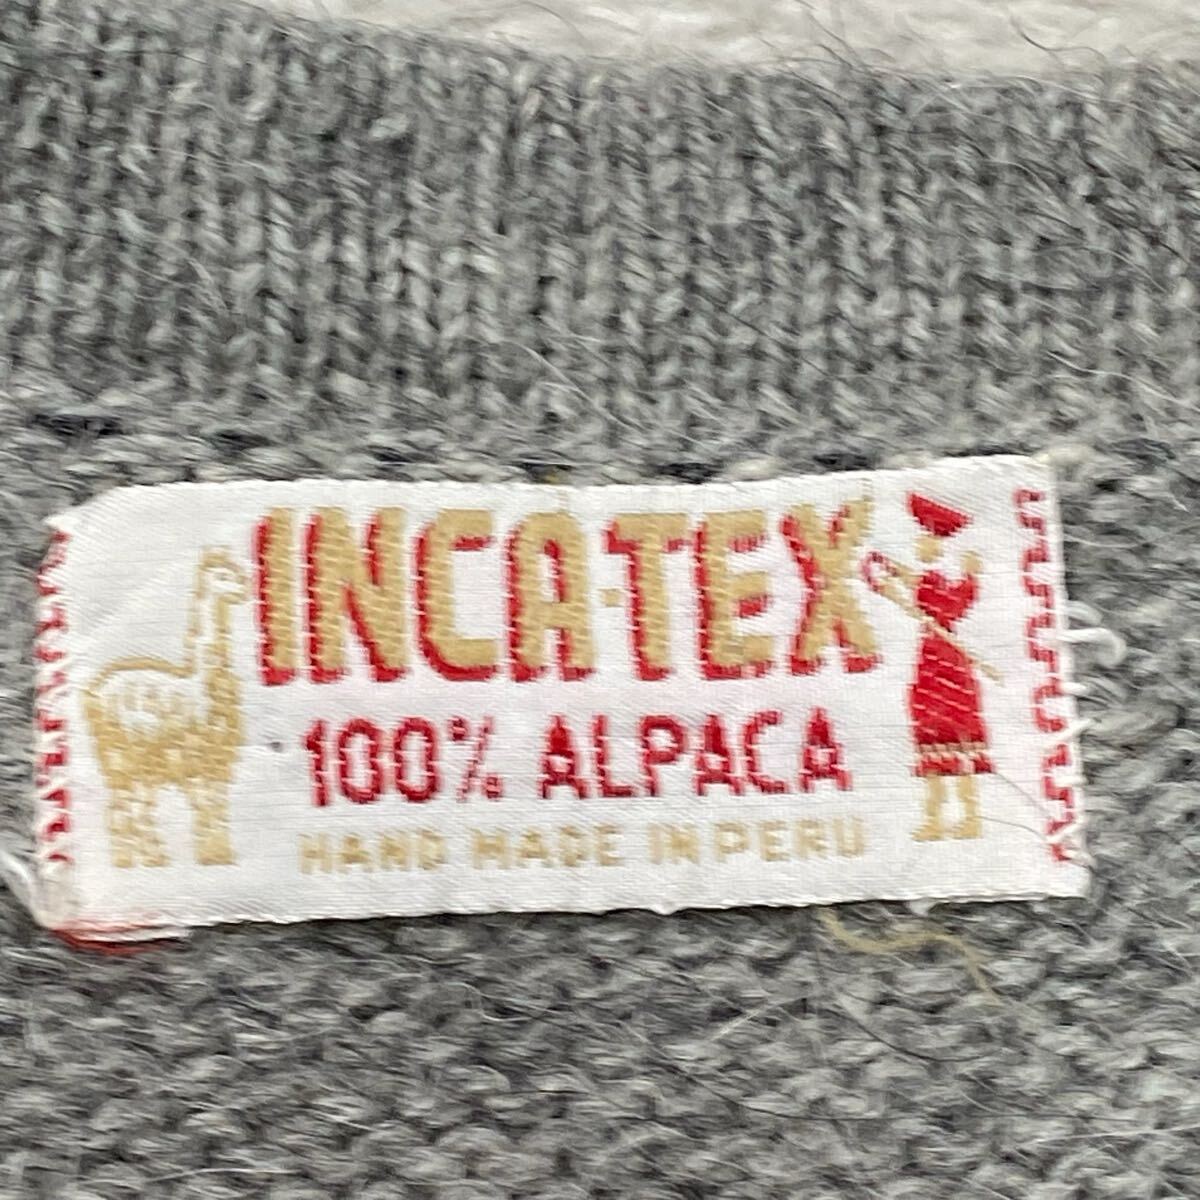 INCA-TEX
100% ALPACA
HAND MADE IN PERU